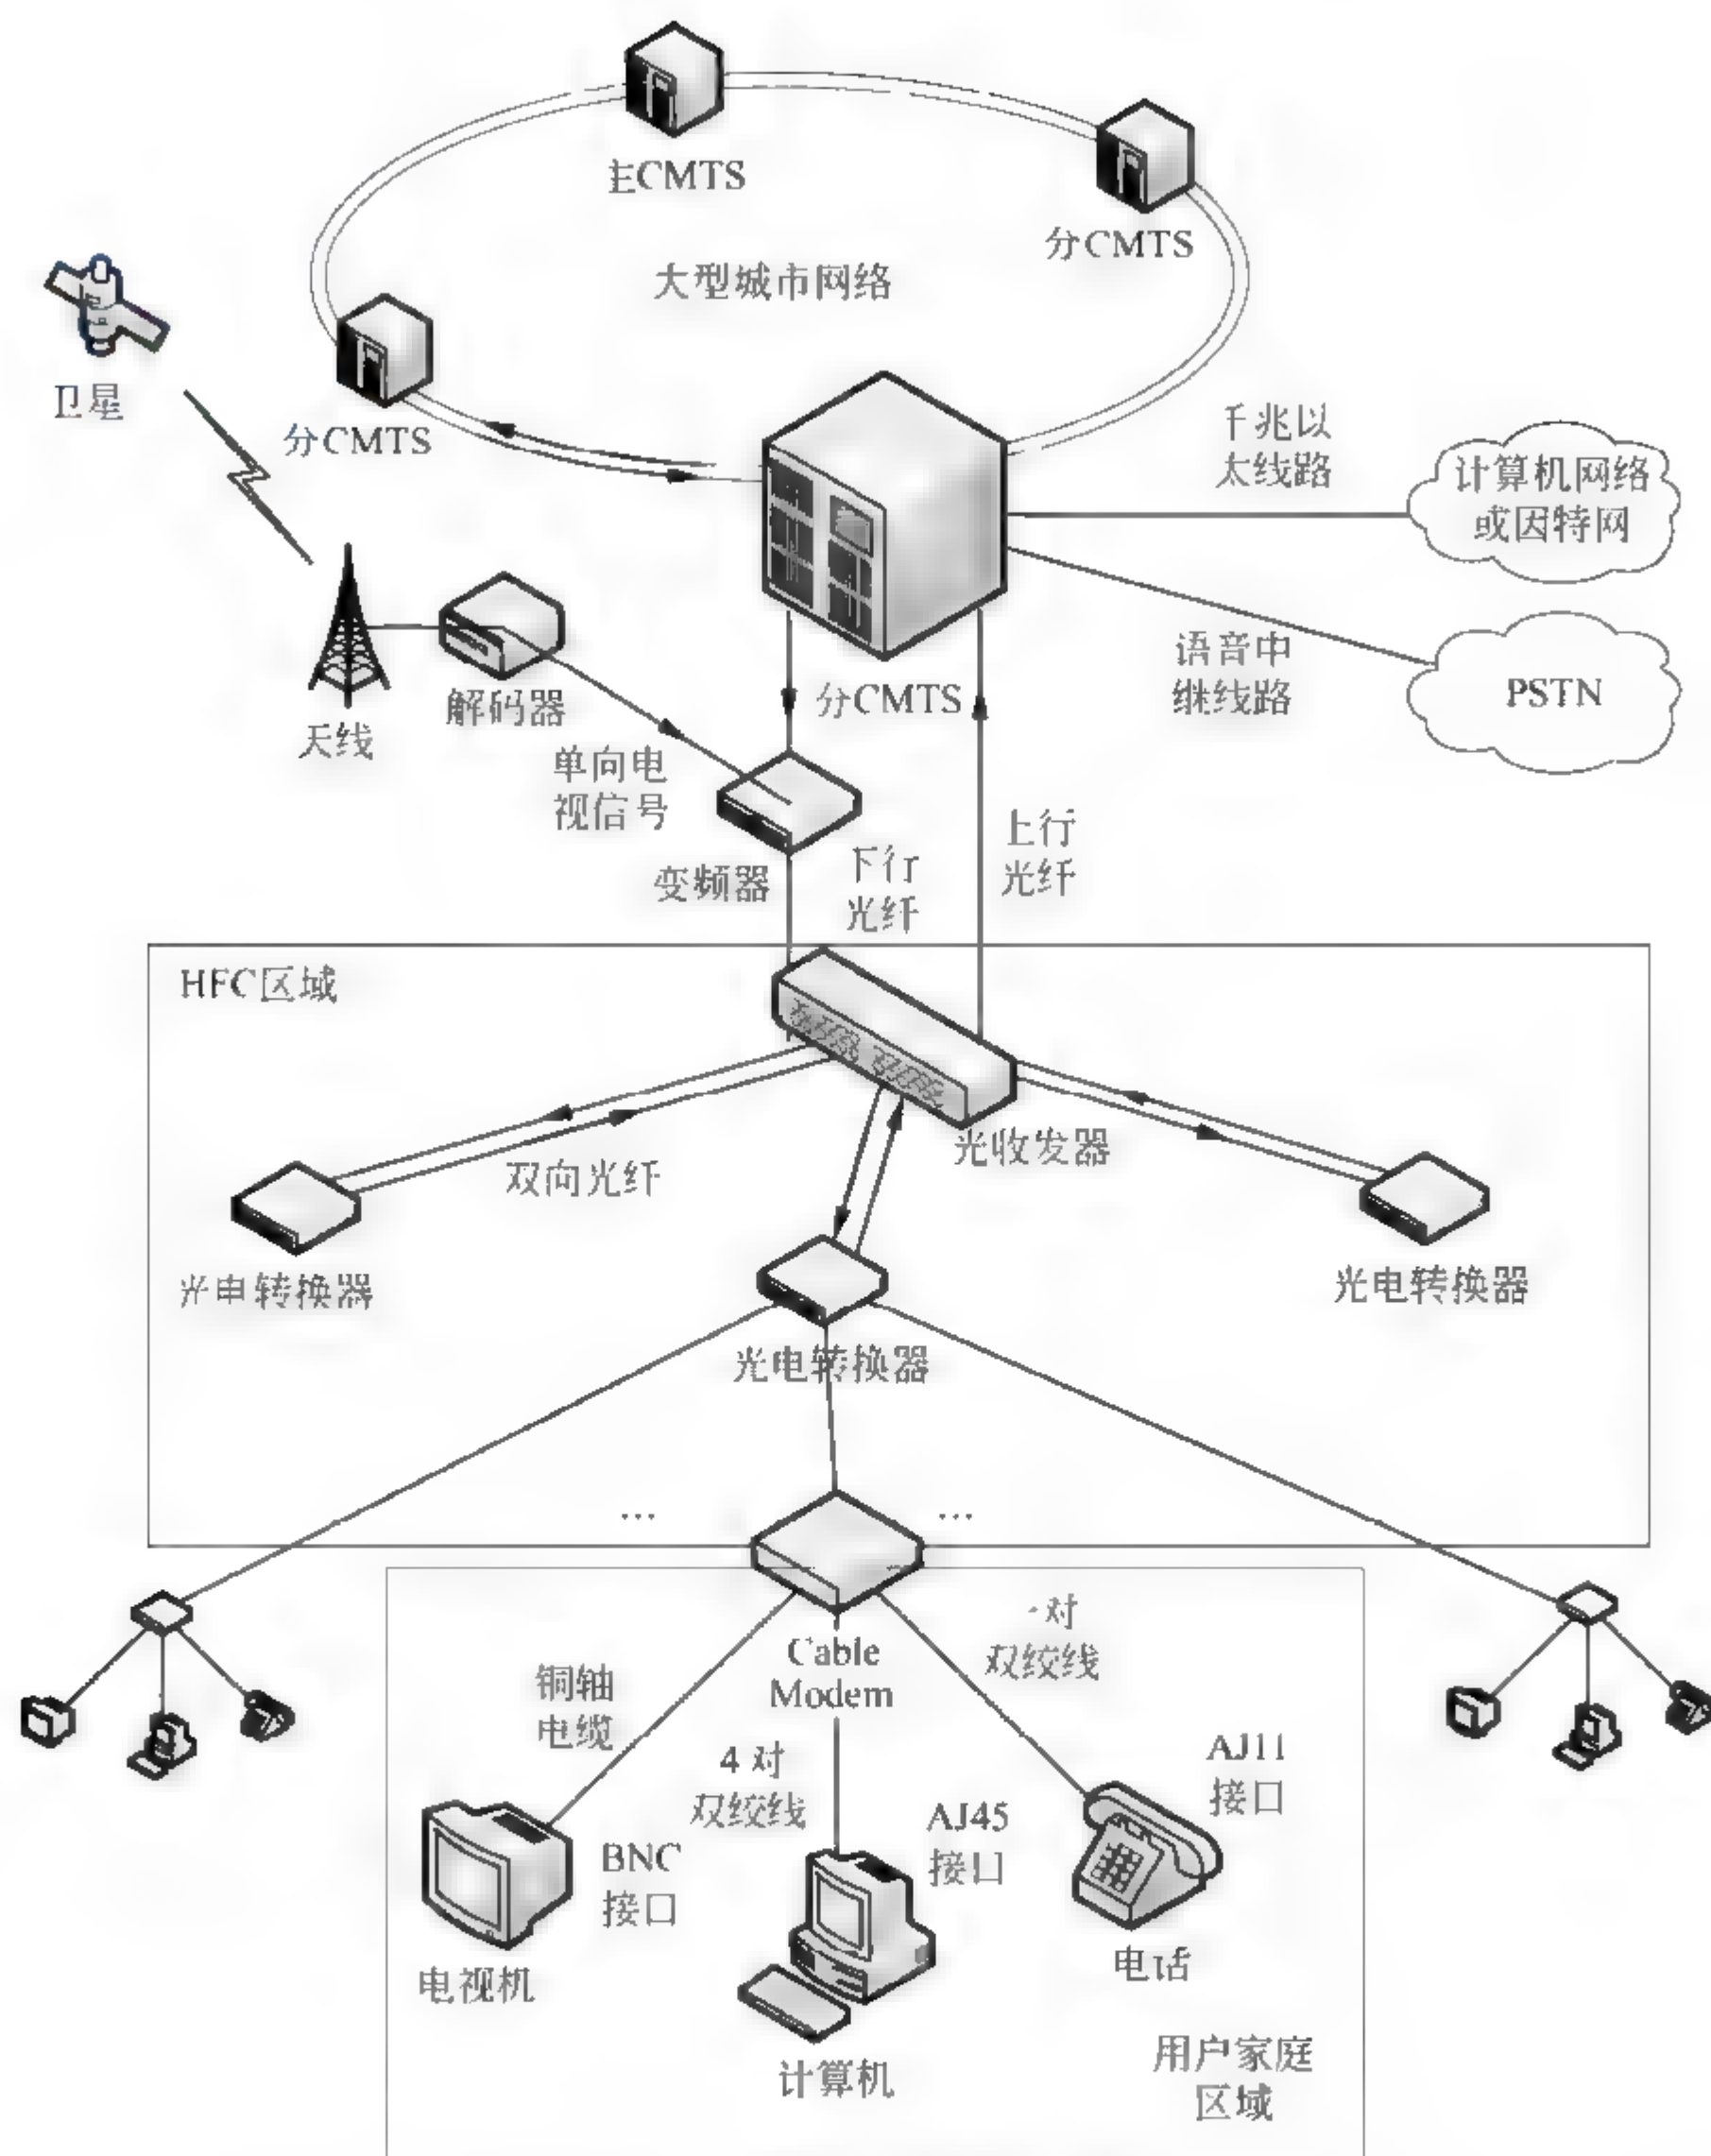 主CMTS
分CMTS
大型城市网络
卫星
分CMTS
千兆以
太线路
计算机网络
或因特网
语音中
继线路
PSTN
天线
解码器
分CMTS
单向电
视信号
变频器
下行
光纤
上行
光纤
HFC区域
双向光纤
光收发器
光电转换器
光电转换器
光电转换器
...
...
Cable
Modem
铜轴
电缆
4 对
双绞线
一对
双绞线
AJ11
接口
AJ45
接口
BNC
接口
电视机
计算机
电话
用户家庭
区域